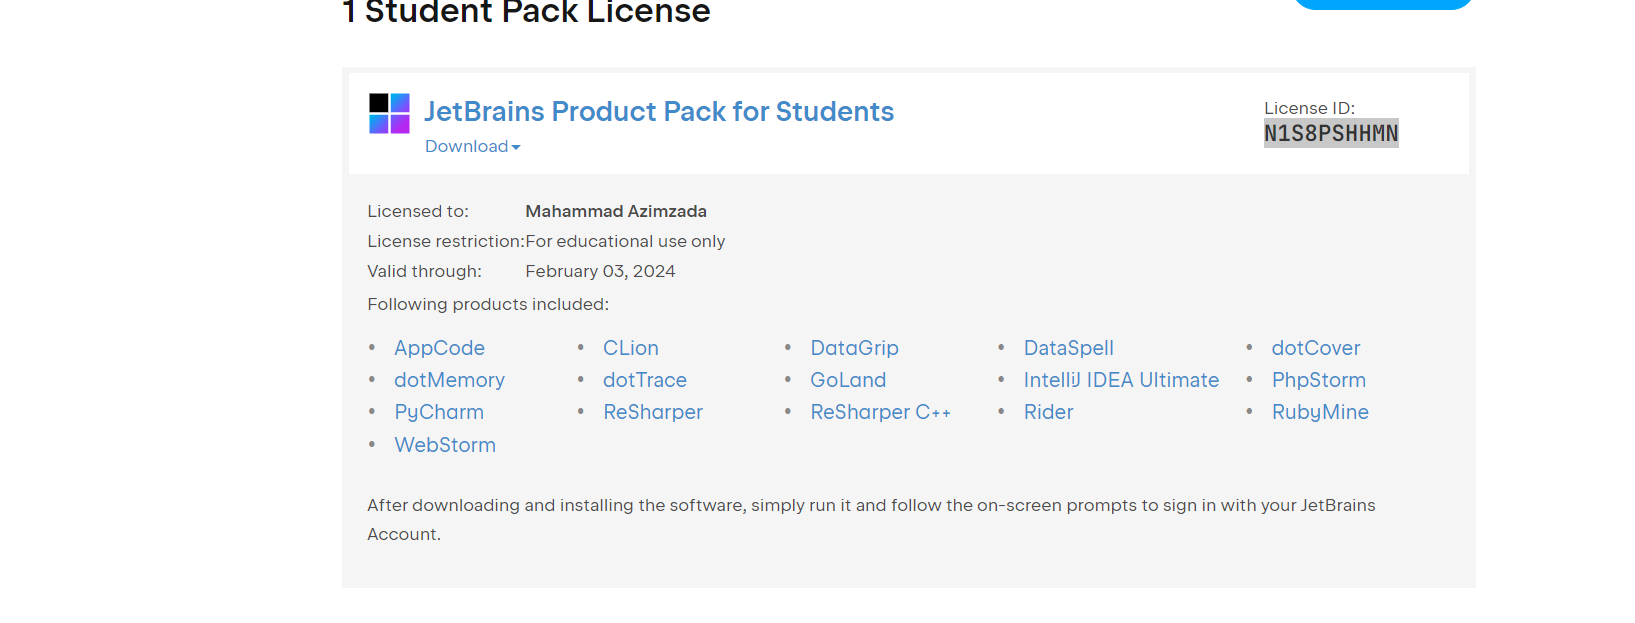 1 Student Pack License
JetBrains Product Pack for Students
Download
License ID:
N1S8PSHHMN
Licensed to: Mahammad Azimzada
License restriction: For educational use only
Valid through: February 03, 2024
Following products included:
• AppCode • CLion • DataGrip • DataSpell • dotCover
• dotMemory • dotTrace • GoLand • IntelliJ IDEA Ultimate • PhpStorm
• PyCharm • ReSharper • ReSharper C++ • Rider • RubyMine
• WebStorm
After downloading and installing the software, simply run it and follow the on-screen prompts to sign in with your JetBrains
Account.